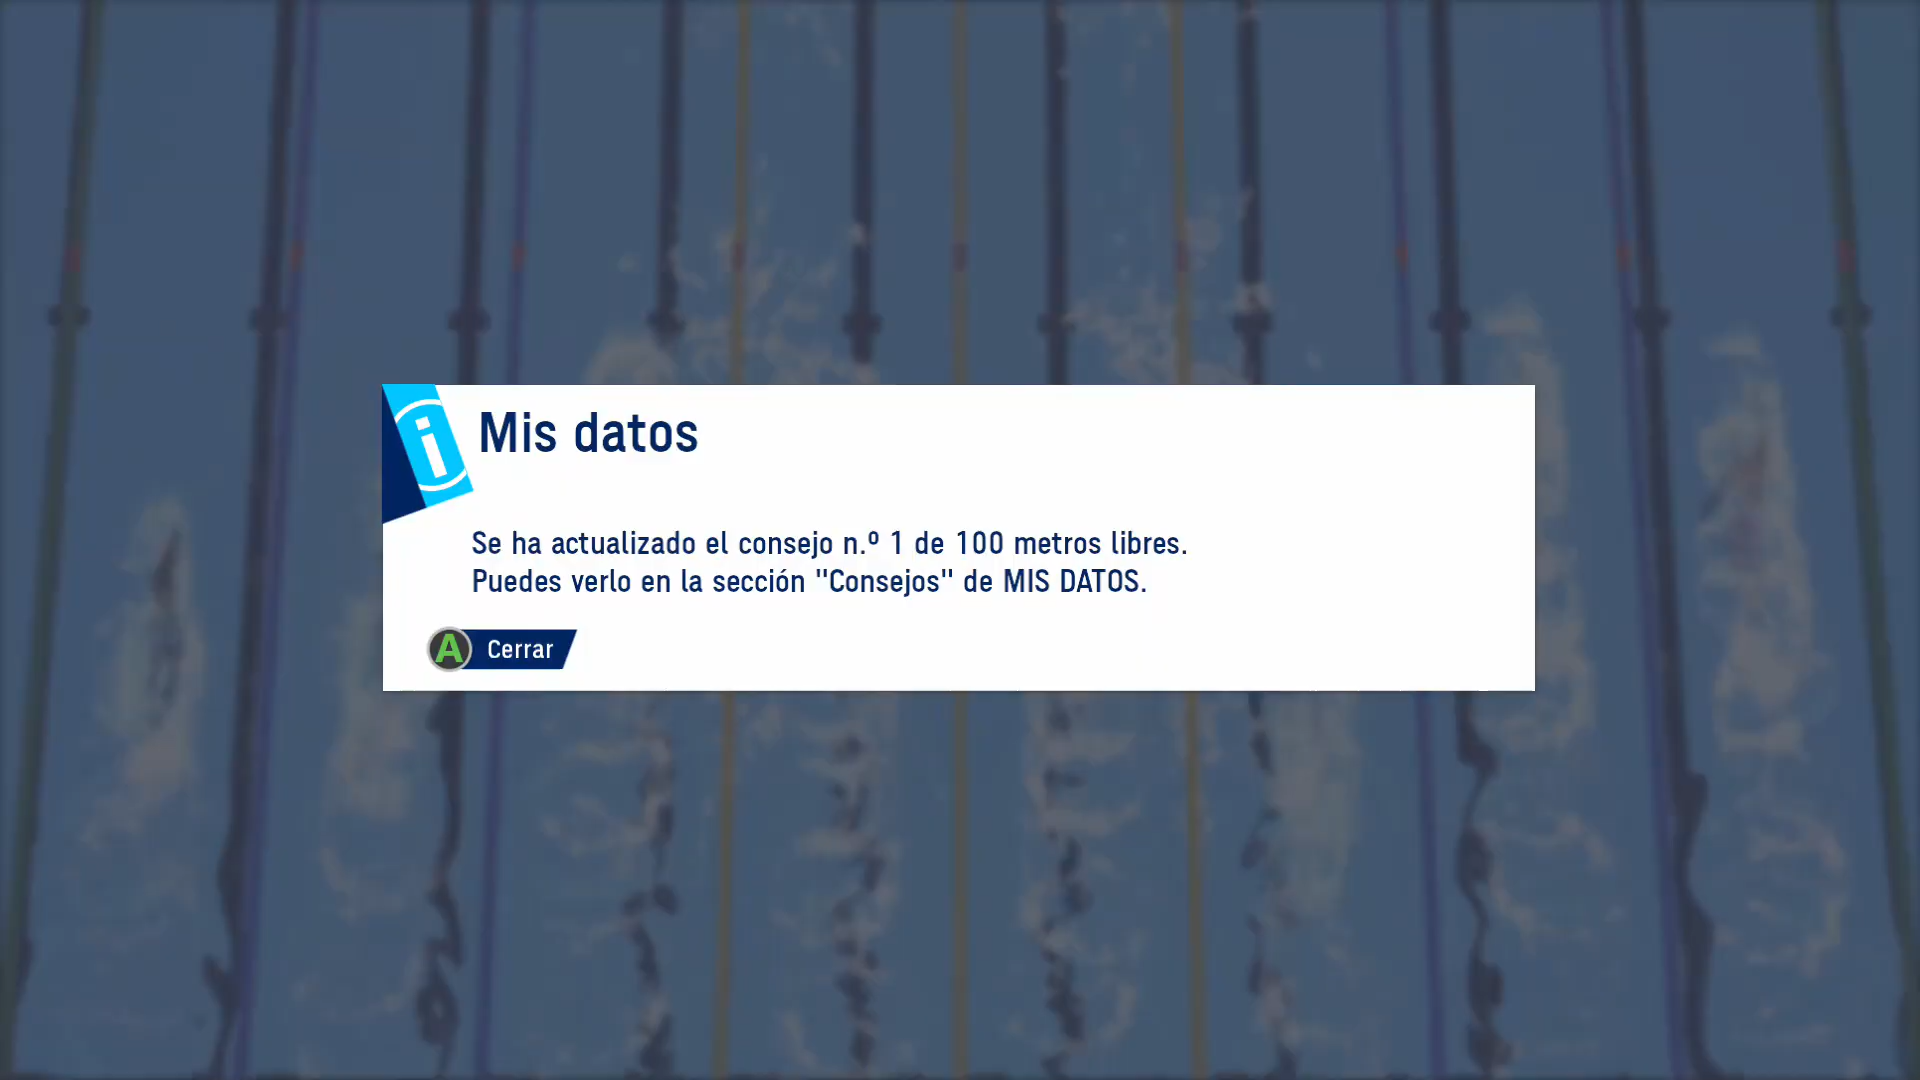 Mis datos
Se ha actualizado el consejo n.º 1 de 100 metros libres.
Puedes verlo en la sección "Consejos" de MIS DATOS.
A Cerrar